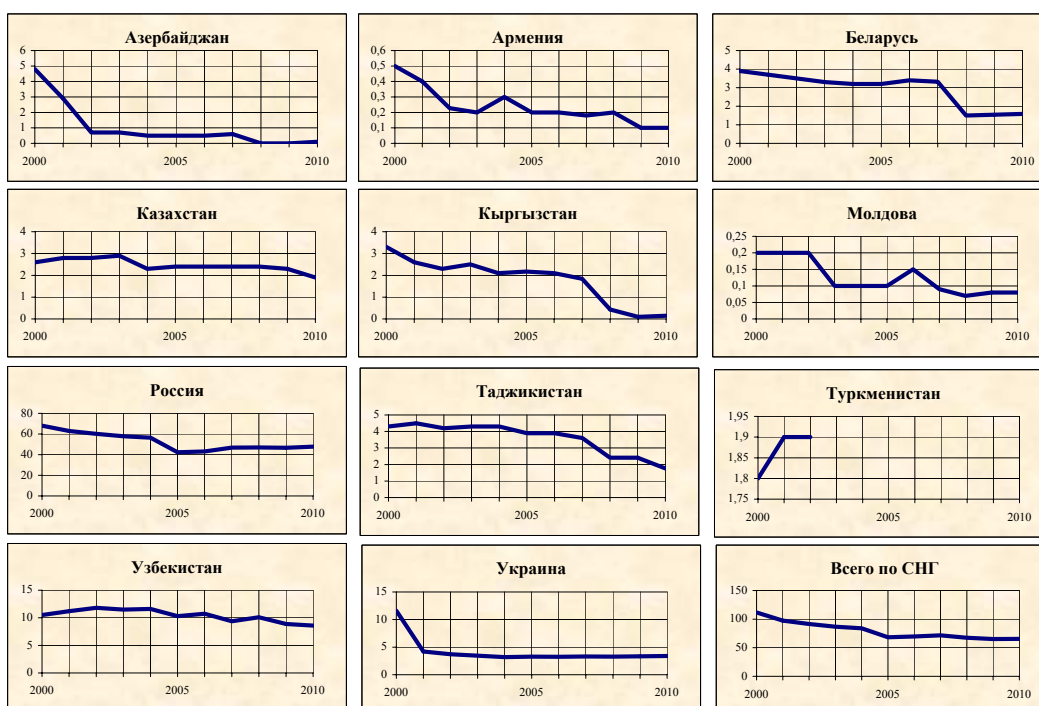 Азербайджан
6
5
4
3
2
1
0
2000 2005 2010
Армения
0,6
0,5
0,4
0,3
0,2
0,1
0
2000 2005 2010
Беларусь
5
4
3
2
1
0
2000 2005 2010
Казахстан
4
3
2
1
0
2000 2005 2010
Кыргызстан
4
3
2
1
0
2000 2005 2010
Молдова
0,25
0,2
0,15
0,1
0,05
0
2000 2005 2010
Россия
80
60
40
20
0
2000 2005 2010
Таджикистан
5
4
3
2
1
0
2000 2005 2010
Туркменистан
1,95
1,9
1,85
1,8
1,75
2000 2005 2010
Узбекистан
15
10
5
0
2000 2005 2010
Украина
15
10
5
0
2000 2005 2010
Всего по СНГ
150
100
50
0
2000 2005 2010